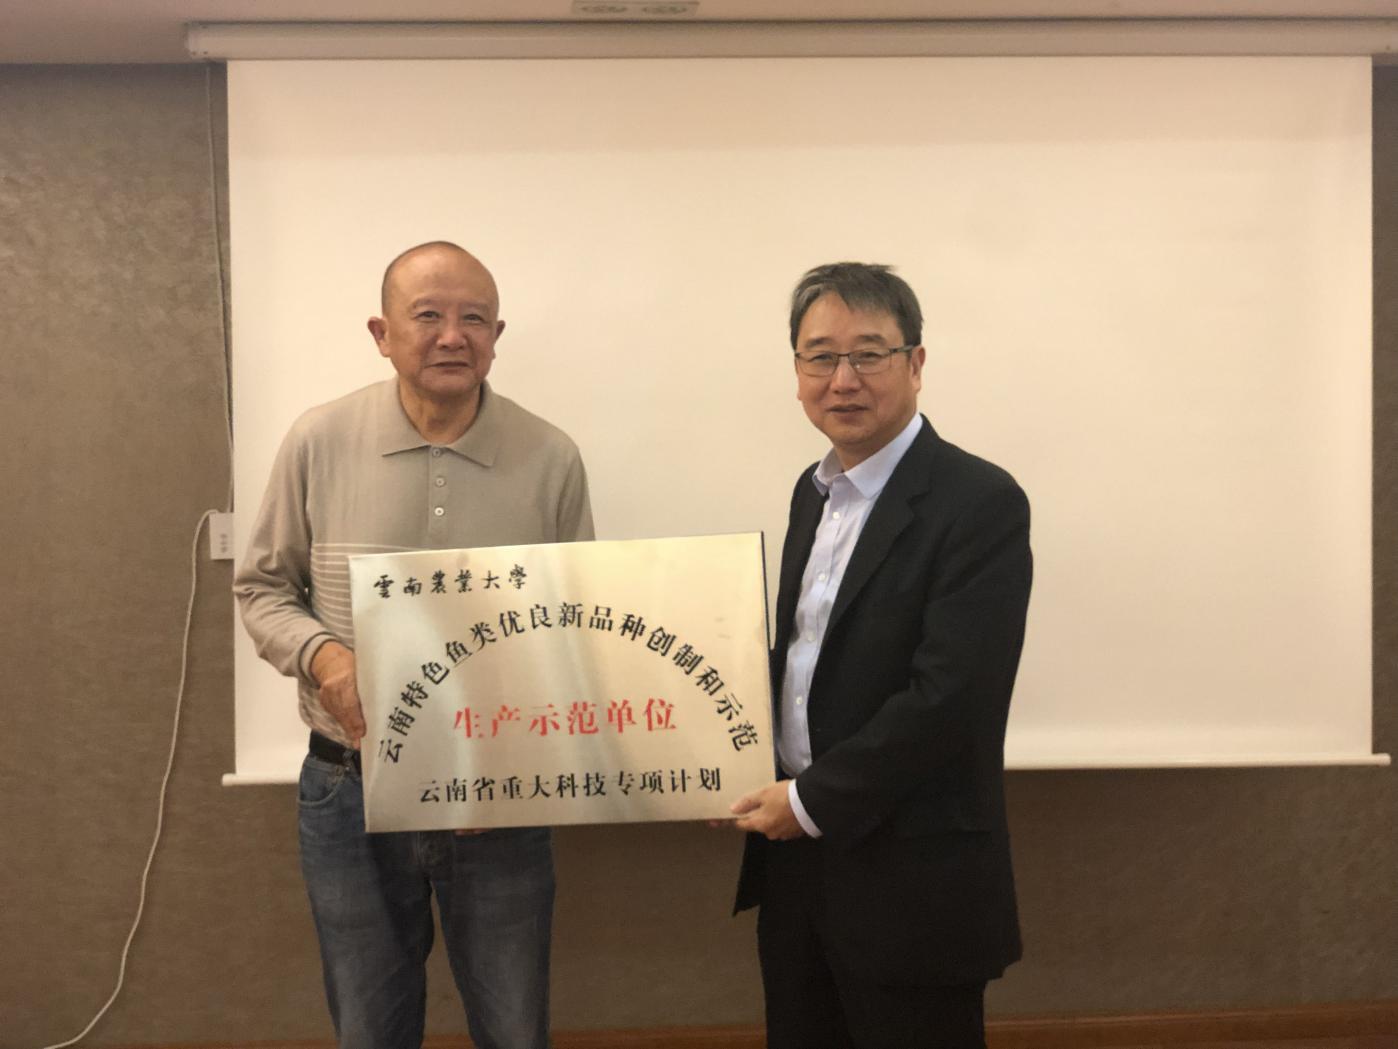 雲南農業大學
云南特色鱼类优良新品种创制和示范
生产示范单位
云南省重大科技专项计划